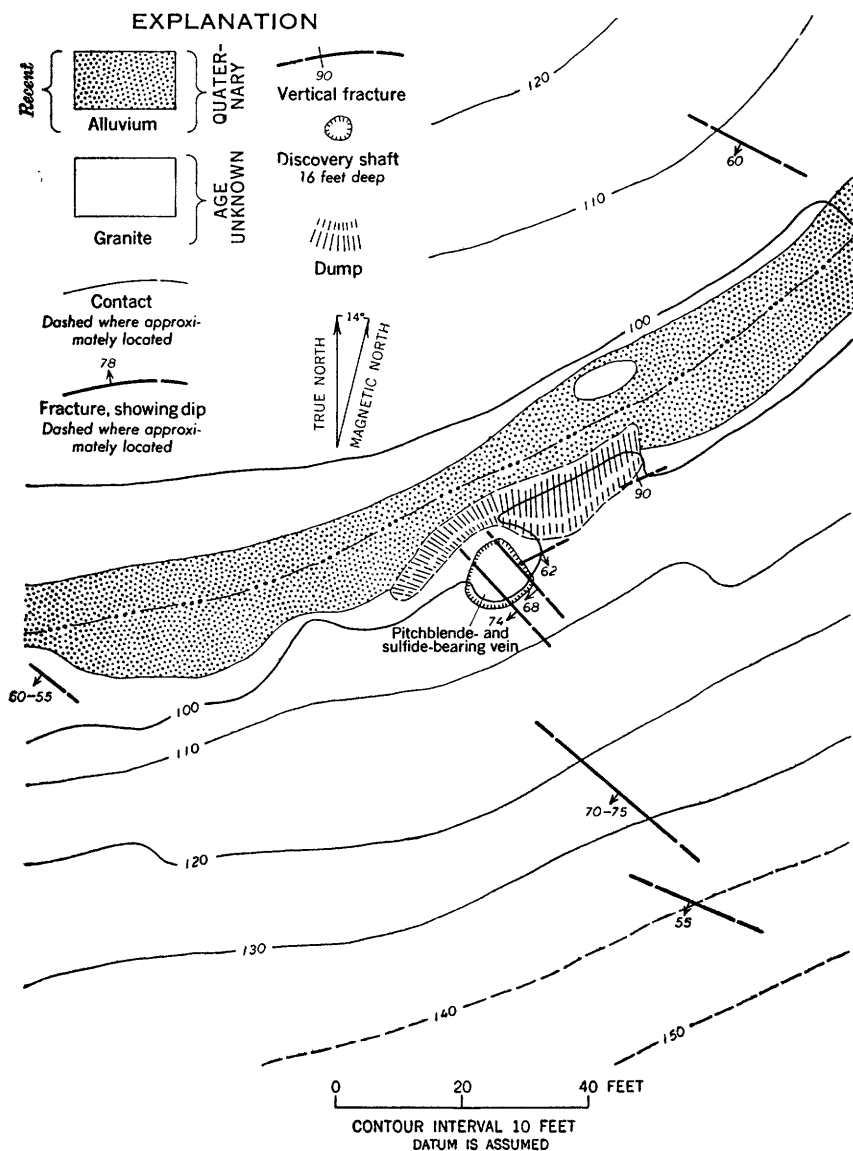 EXPLANATION
Recent
Alluvium
QUATER-
NARY
Granite
AGE
UNKNOWN
Contact
Dashed where approxi-
mately located
78
Fracture, showing dip
Dashed where approxi-
mately located
90
Vertical fracture
Discovery shaft
16 feet deep
Dump
14°
TRUE NORTH
MAGNETIC NORTH
120
60
110
100
90
62
68
74
Pitchblende- and
sulfide-bearing vein
60-55
100
110
70-75
120
55
130
140
150
0 20 40 FEET
CONTOUR INTERVAL 10 FEET
DATUM IS ASSUMED